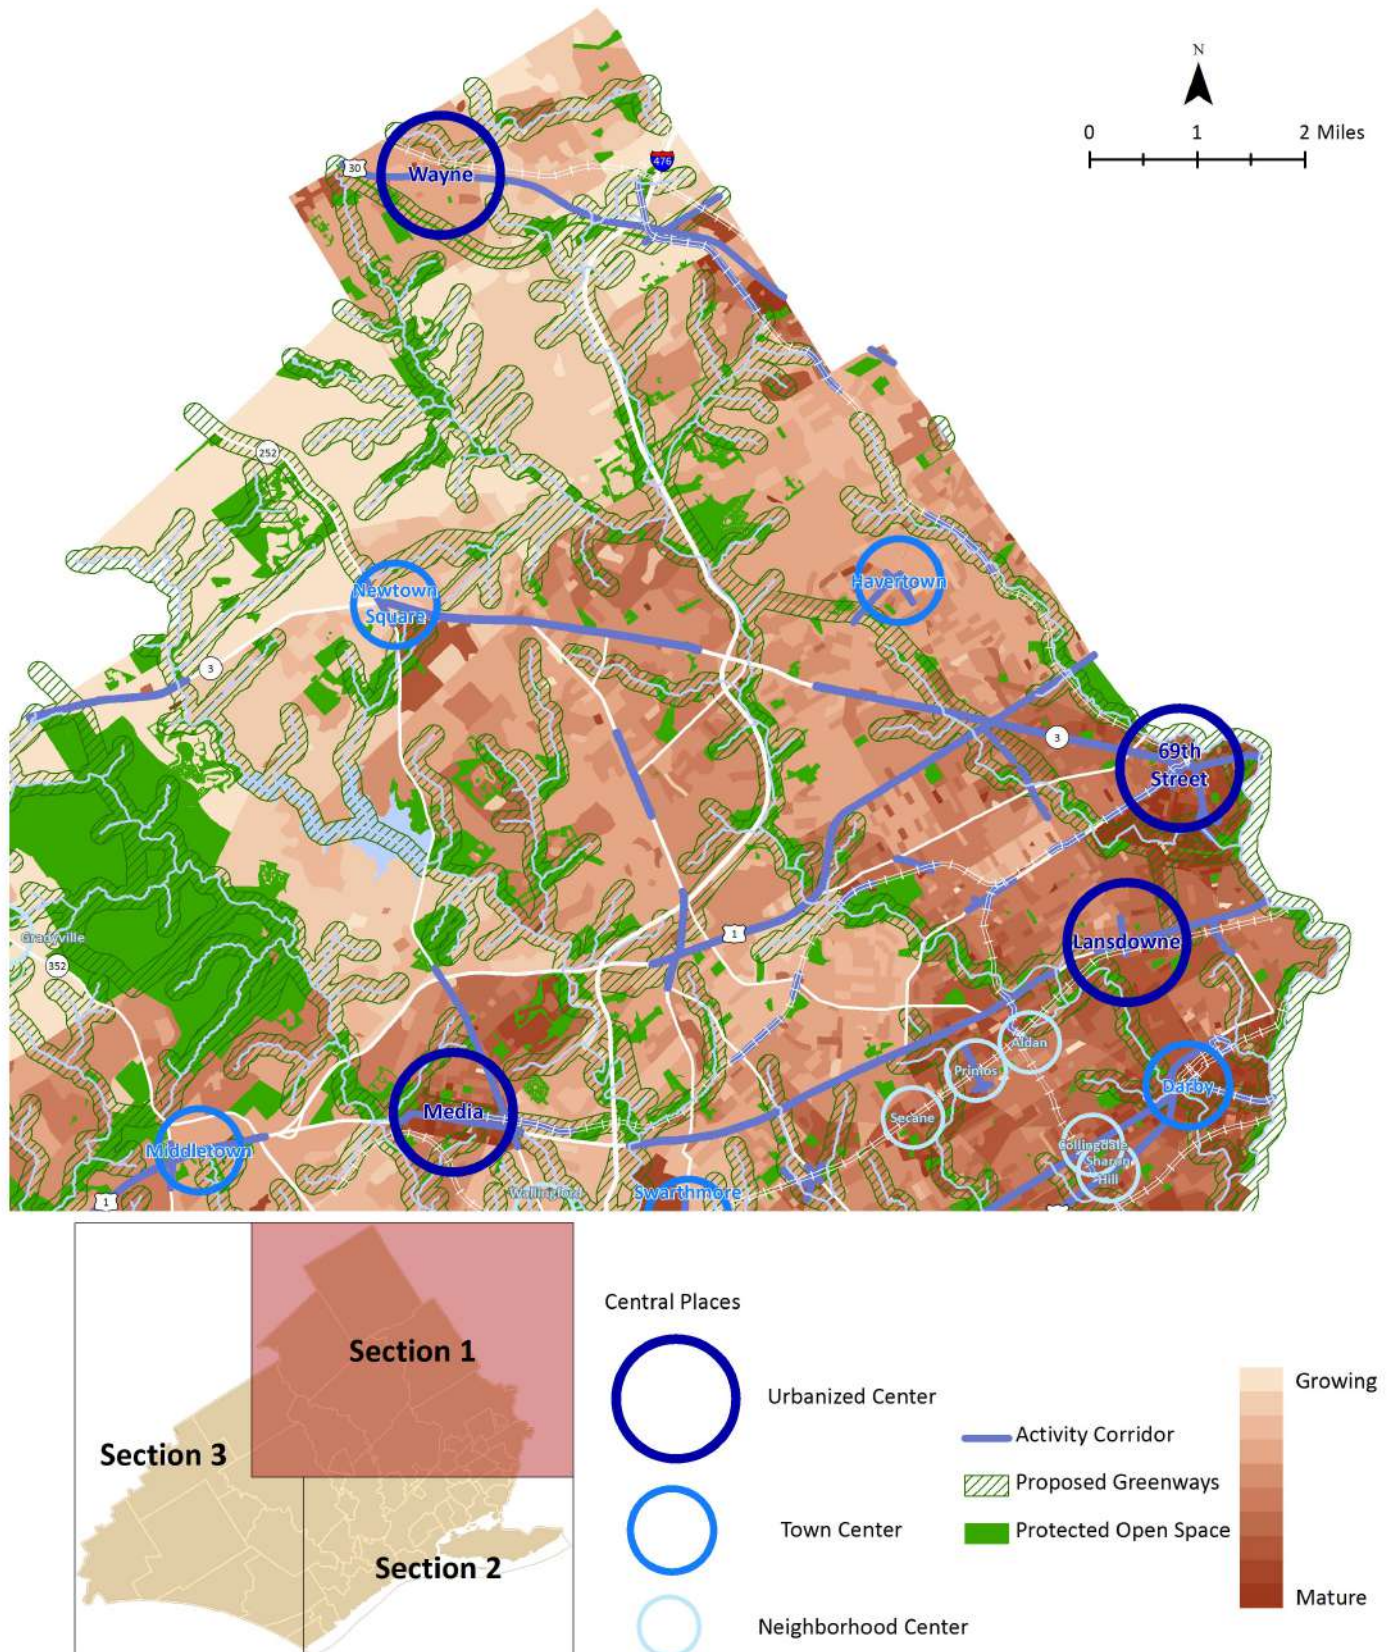 N
0 1 2 Miles
30
Wayne
476
252
Newtown
Square
Havertown
3
3
69th
Street
1
Lansdowne
Gradyville
352
Aldan
Primos
Darby
Media
Secane
Middletown
Collingdale
Sharon
Hill
Wallingford
Swarthmore
1
Section 1
Section 3
Section 2
Central Places
Urbanized Center
Town Center
Neighborhood Center
Activity Corridor
Proposed Greenways
Protected Open Space
Growing
Mature